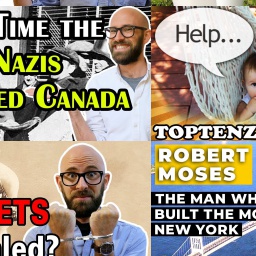 TIME THE
NAZIS
ED CANADA
Help...
TOPTENZ
ROBERT
MOSES
THE MAN WH
BUILT THE MO
NEW YORK
ETS
led?